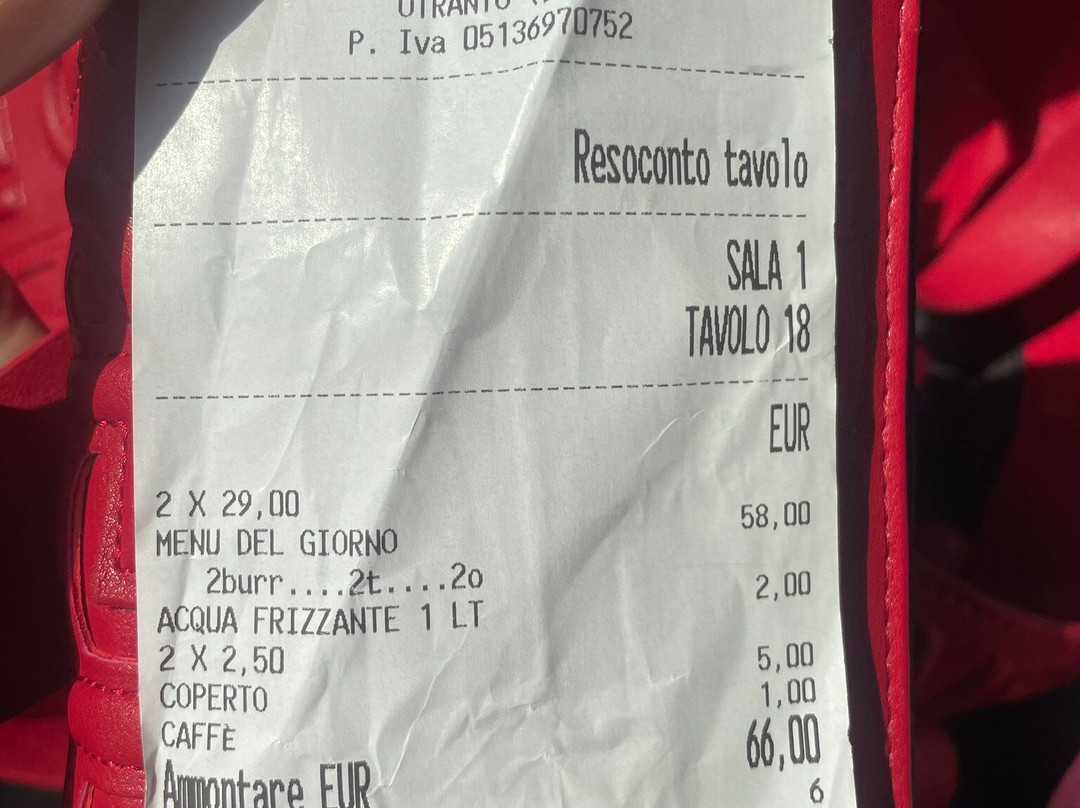 OTRANTO
P. Iva 05136970752
Resoconto tavolo
SALA 1
TAVOLO 18
EUR
2 X 29,00
MENU DEL GIORNO 58,00
2burr....2t....2o
ACQUA FRIZZANTE 1 LT 2,00
2 X 2,50
COPERTO 5,00
CAFFÈ 1,00
Ammontare EUR 66,00
6